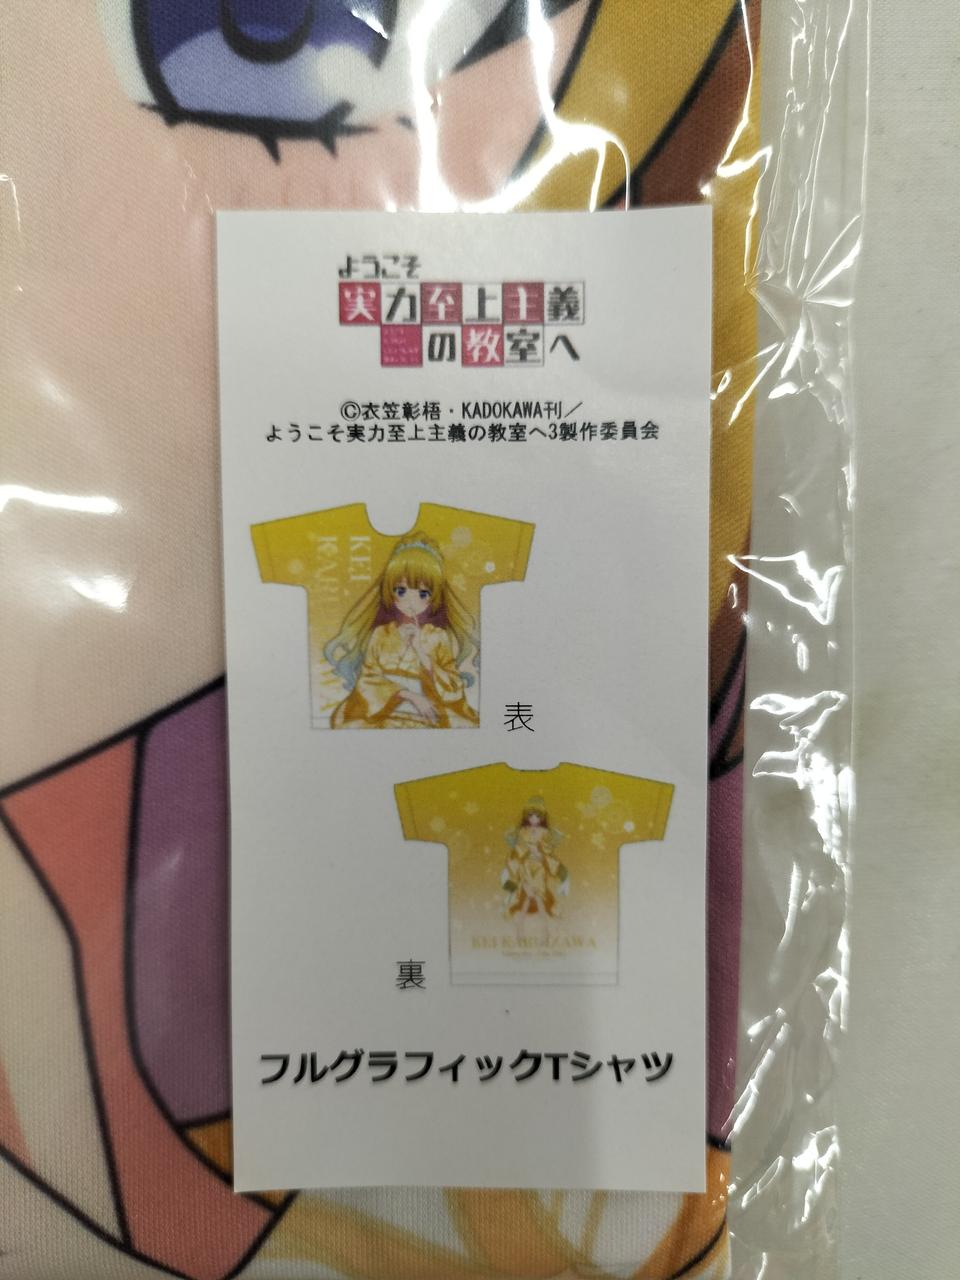 ようこそ
実力至上主義
の教室へ
©衣笠彰梧・KADOKAWA刊／
ようこそ実力至上主義の教室へ3製作委員会
KEI
表
KEI KARUIZAWA
裏
フルグラフィックTシャツ